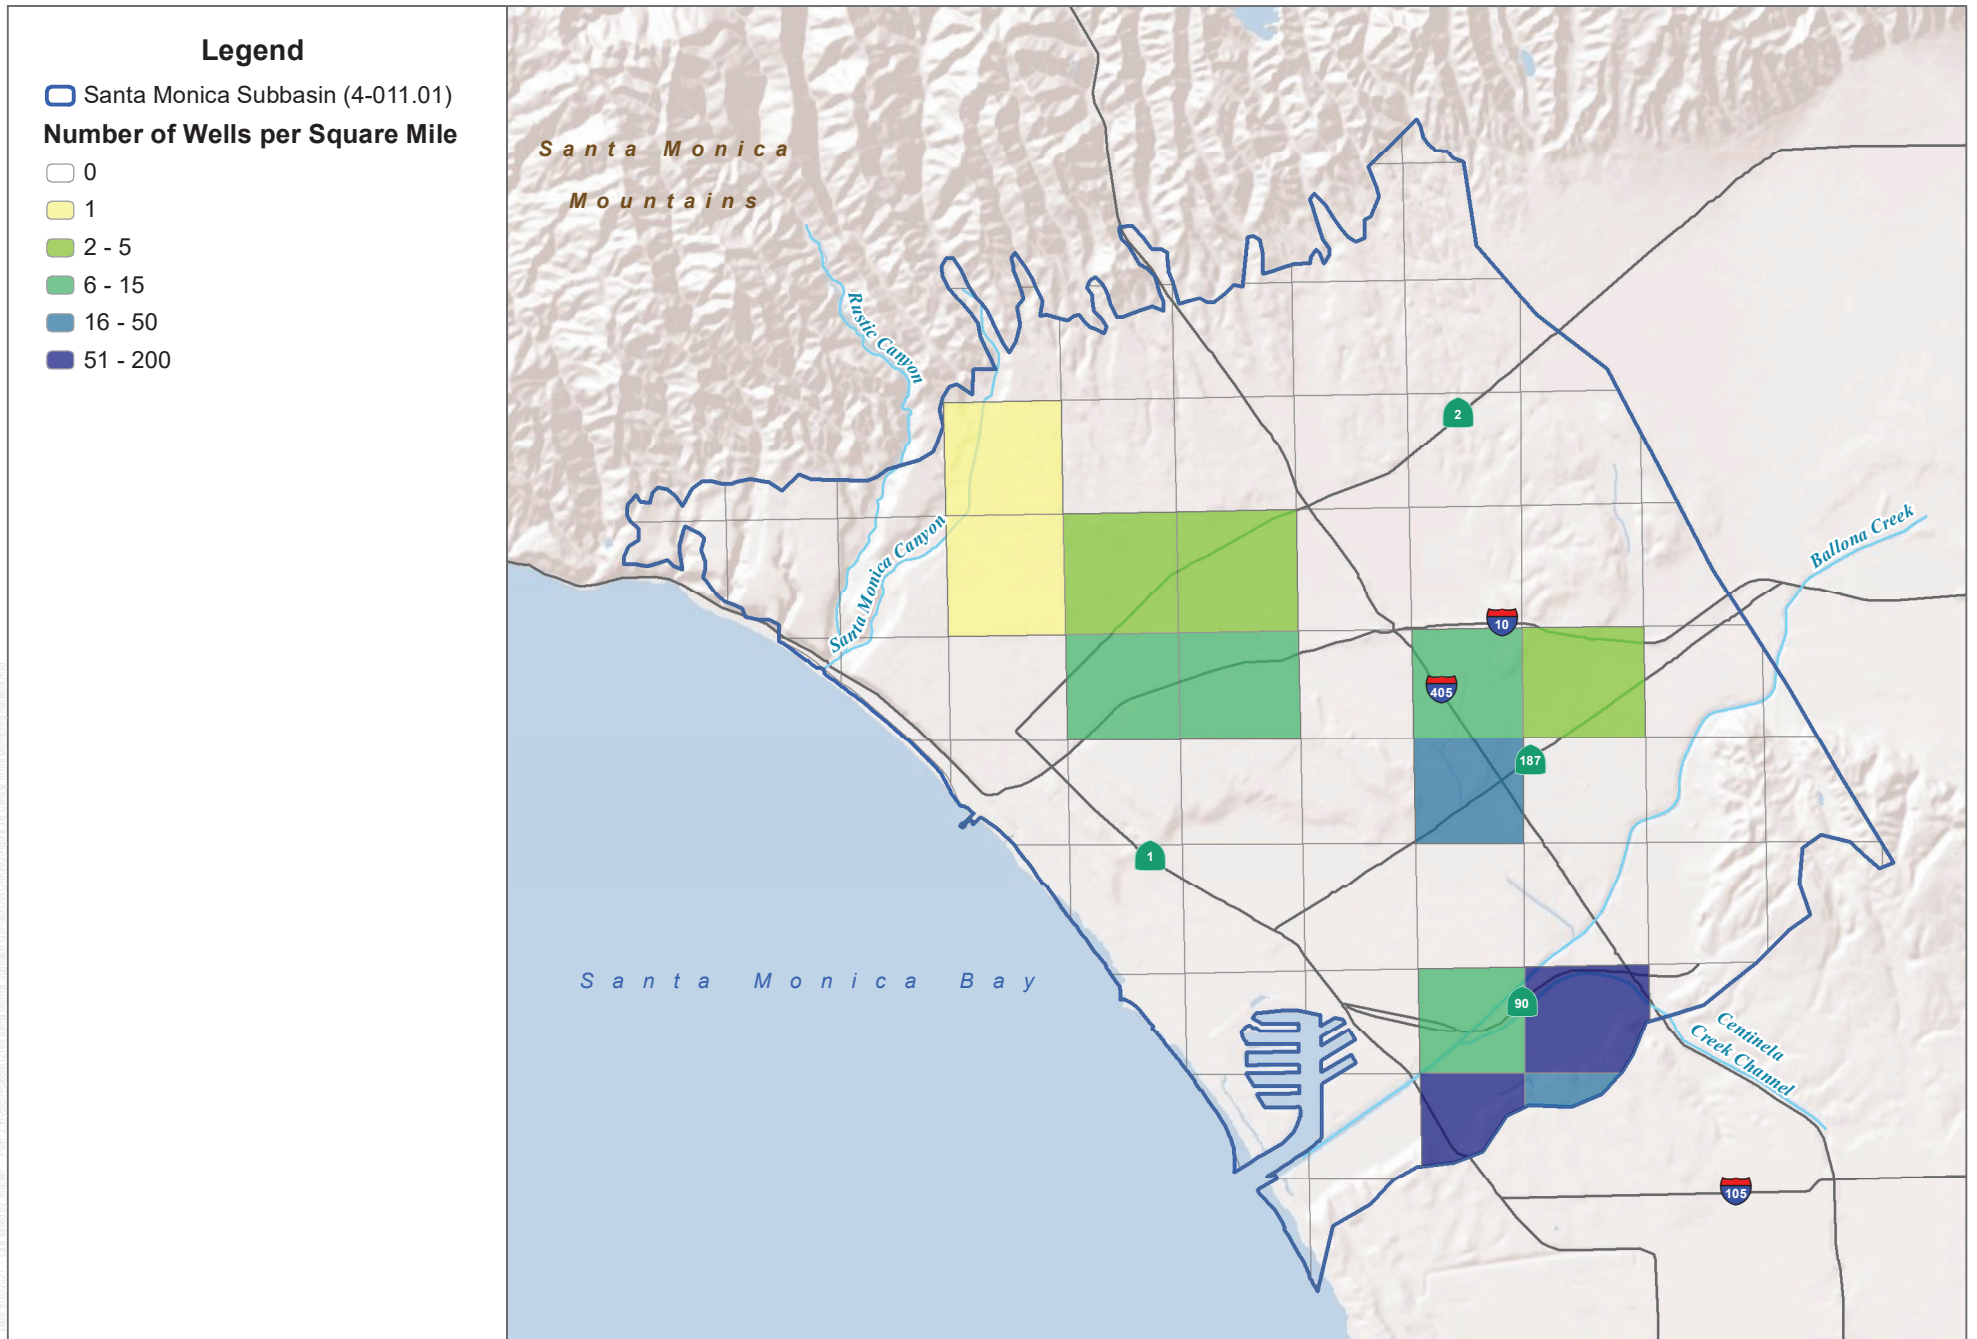 Legend
Santa Monica Subbasin (4-011.01)
Number of Wells per Square Mile
0
1
2 - 5
6 - 15
16 - 50
51 - 200
Santa Monica
Mountains
Rustic Canyon
Santa Monica Canyon
2
Ballona Creek
10
405
187
1
Santa Monica Bay
90
Centinela
Creek Channel
105